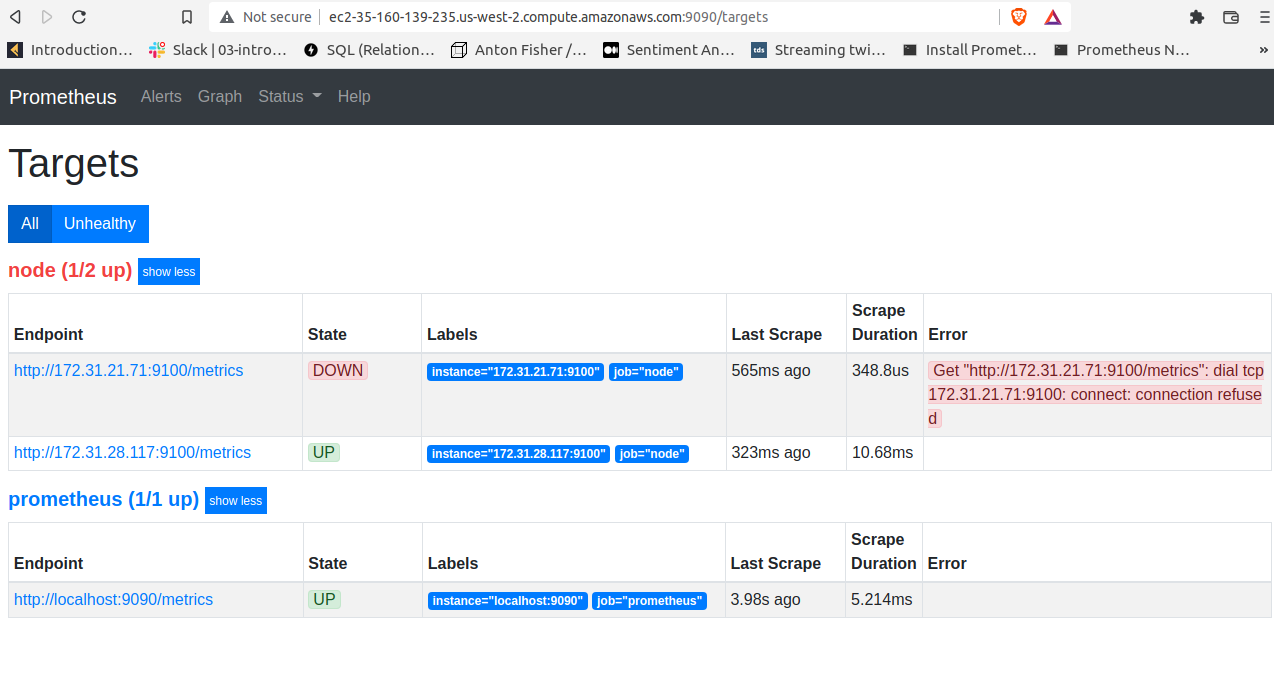 Not secure ec2-35-160-139-235.us-west-2.compute.amazonaws.com:9090/targets
Introduction… Slack | 03-intro… SQL (Relation… Anton Fisher /… Sentiment An… tds Streaming twi… Install Promet… Prometheus N… »
Prometheus Alerts Graph Status Help
Targets
All Unhealthy
node (1/2 up) show less
Scrape
Endpoint State Labels Last Scrape Duration Error
http://172.31.21.71:9100/metrics DOWN instance="172.31.21.71:9100" job="node" 565ms ago 348.8us Get "http://172.31.21.71:9100/metrics": dial tcp
172.31.21.71:9100: connect: connection refuse
d
http://172.31.28.117:9100/metrics UP instance="172.31.28.117:9100" job="node" 323ms ago 10.68ms
prometheus (1/1 up) show less
Scrape
Endpoint State Labels Last Scrape Duration Error
http://localhost:9090/metrics UP instance="localhost:9090" job="prometheus" 3.98s ago 5.214ms